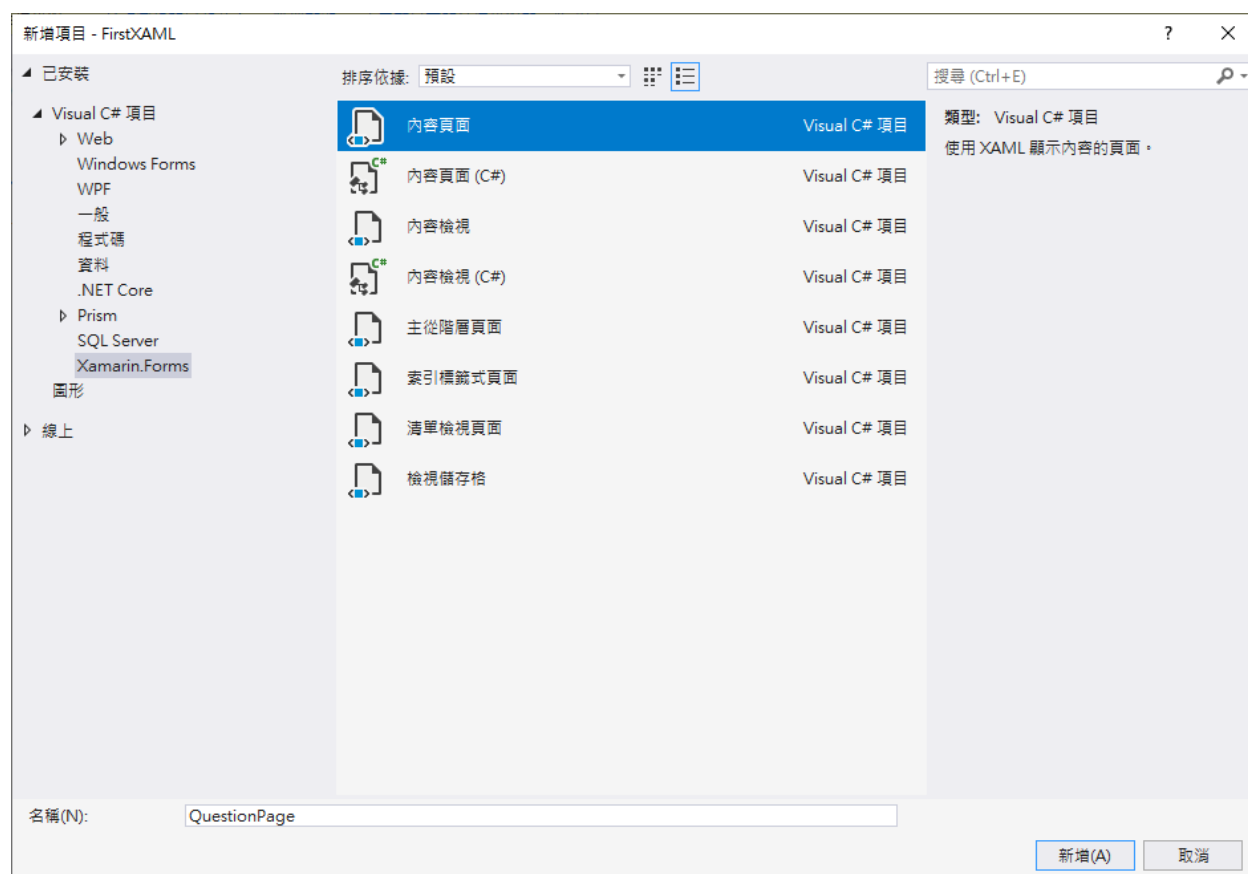 新增項目 - FirstXAML
?
已安裝
Visual C# 項目
Web
Windows Forms
WPF
一般
程式碼
資料
.NET Core
Prism
SQL Server
Xamarin.Forms
圖形
線上
排序依據: 預設
內容頁面 Visual C# 項目
C# 內容頁面 (C#) Visual C# 項目
內容檢視 Visual C# 項目
C# 內容檢視 (C#) Visual C# 項目
主從階層頁面 Visual C# 項目
索引標籤式頁面 Visual C# 項目
清單檢視頁面 Visual C# 項目
檢視儲存格 Visual C# 項目
搜尋 (Ctrl+E)
類型: Visual C# 項目
使用 XAML 顯示內容的頁面。
名稱(N): QuestionPage
新增(A) 取消